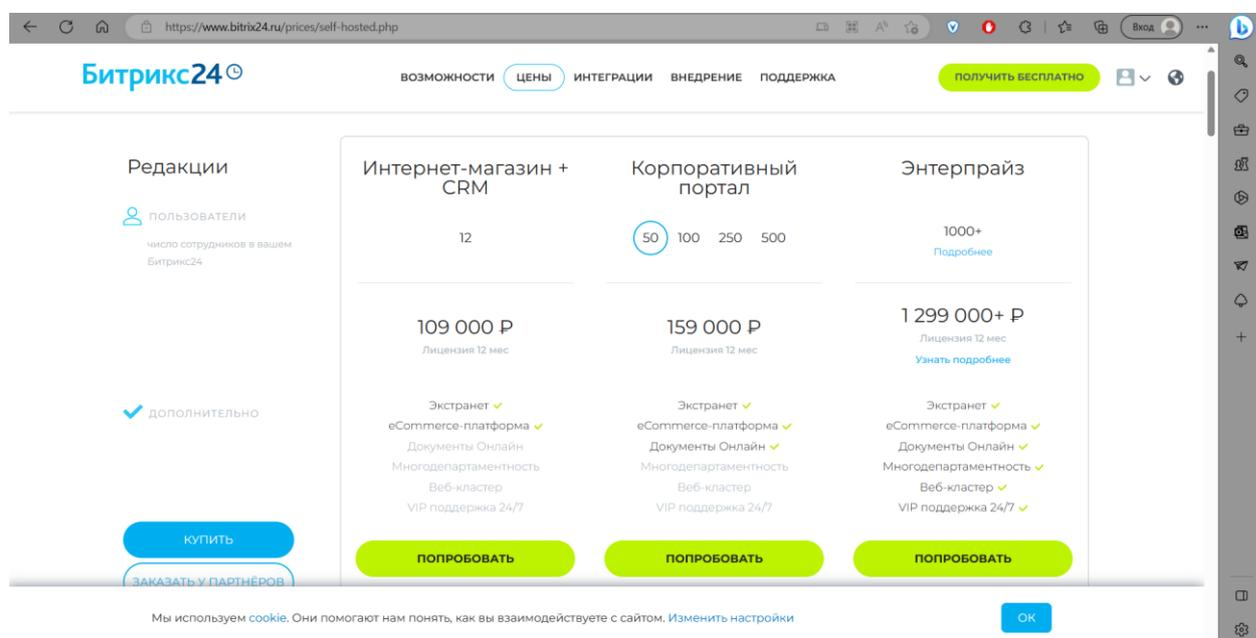 https://www.bitrix24.ru/prices/self-hosted.php
Вход
Битрикс24
ВОЗМОЖНОСТИ ЦЕНЫ ИНТЕГРАЦИИ ВНЕДРЕНИЕ ПОДДЕРЖКА
ПОЛУЧИТЬ БЕСПЛАТНО
Редакции
ПОЛЬЗОВАТЕЛИ
число сотрудников в вашем
Битрикс24
ДОПОЛНИТЕЛЬНО
КУПИТЬ
ЗАКАЗАТЬ У ПАРТНЁРОВ
Интернет-магазин +
CRM
12
109 000 ₽
Лицензия 12 мес
Экстранет
eCommerce-платформа
Документы Онлайн
Многодепартаментность
Веб-кластер
VIP поддержка 24/7
ПОПРОБОВАТЬ
Корпоративный
портал
50 100 250 500
159 000 ₽
Лицензия 12 мес
Экстранет
eCommerce-платформа
Документы Онлайн
Многодепартаментность
Веб-кластер
VIP поддержка 24/7
ПОПРОБОВАТЬ
Энтерпрайз
1000+
Подробнее
1 299 000+ ₽
Лицензия 12 мес
Узнать подробнее
Экстранет
eCommerce-платформа
Документы Онлайн
Многодепартаментность
Веб-кластер
VIP поддержка 24/7
ПОПРОБОВАТЬ
Мы используем cookie. Они помогают нам понять, как вы взаимодействуете с сайтом. Изменить настройки
ОК